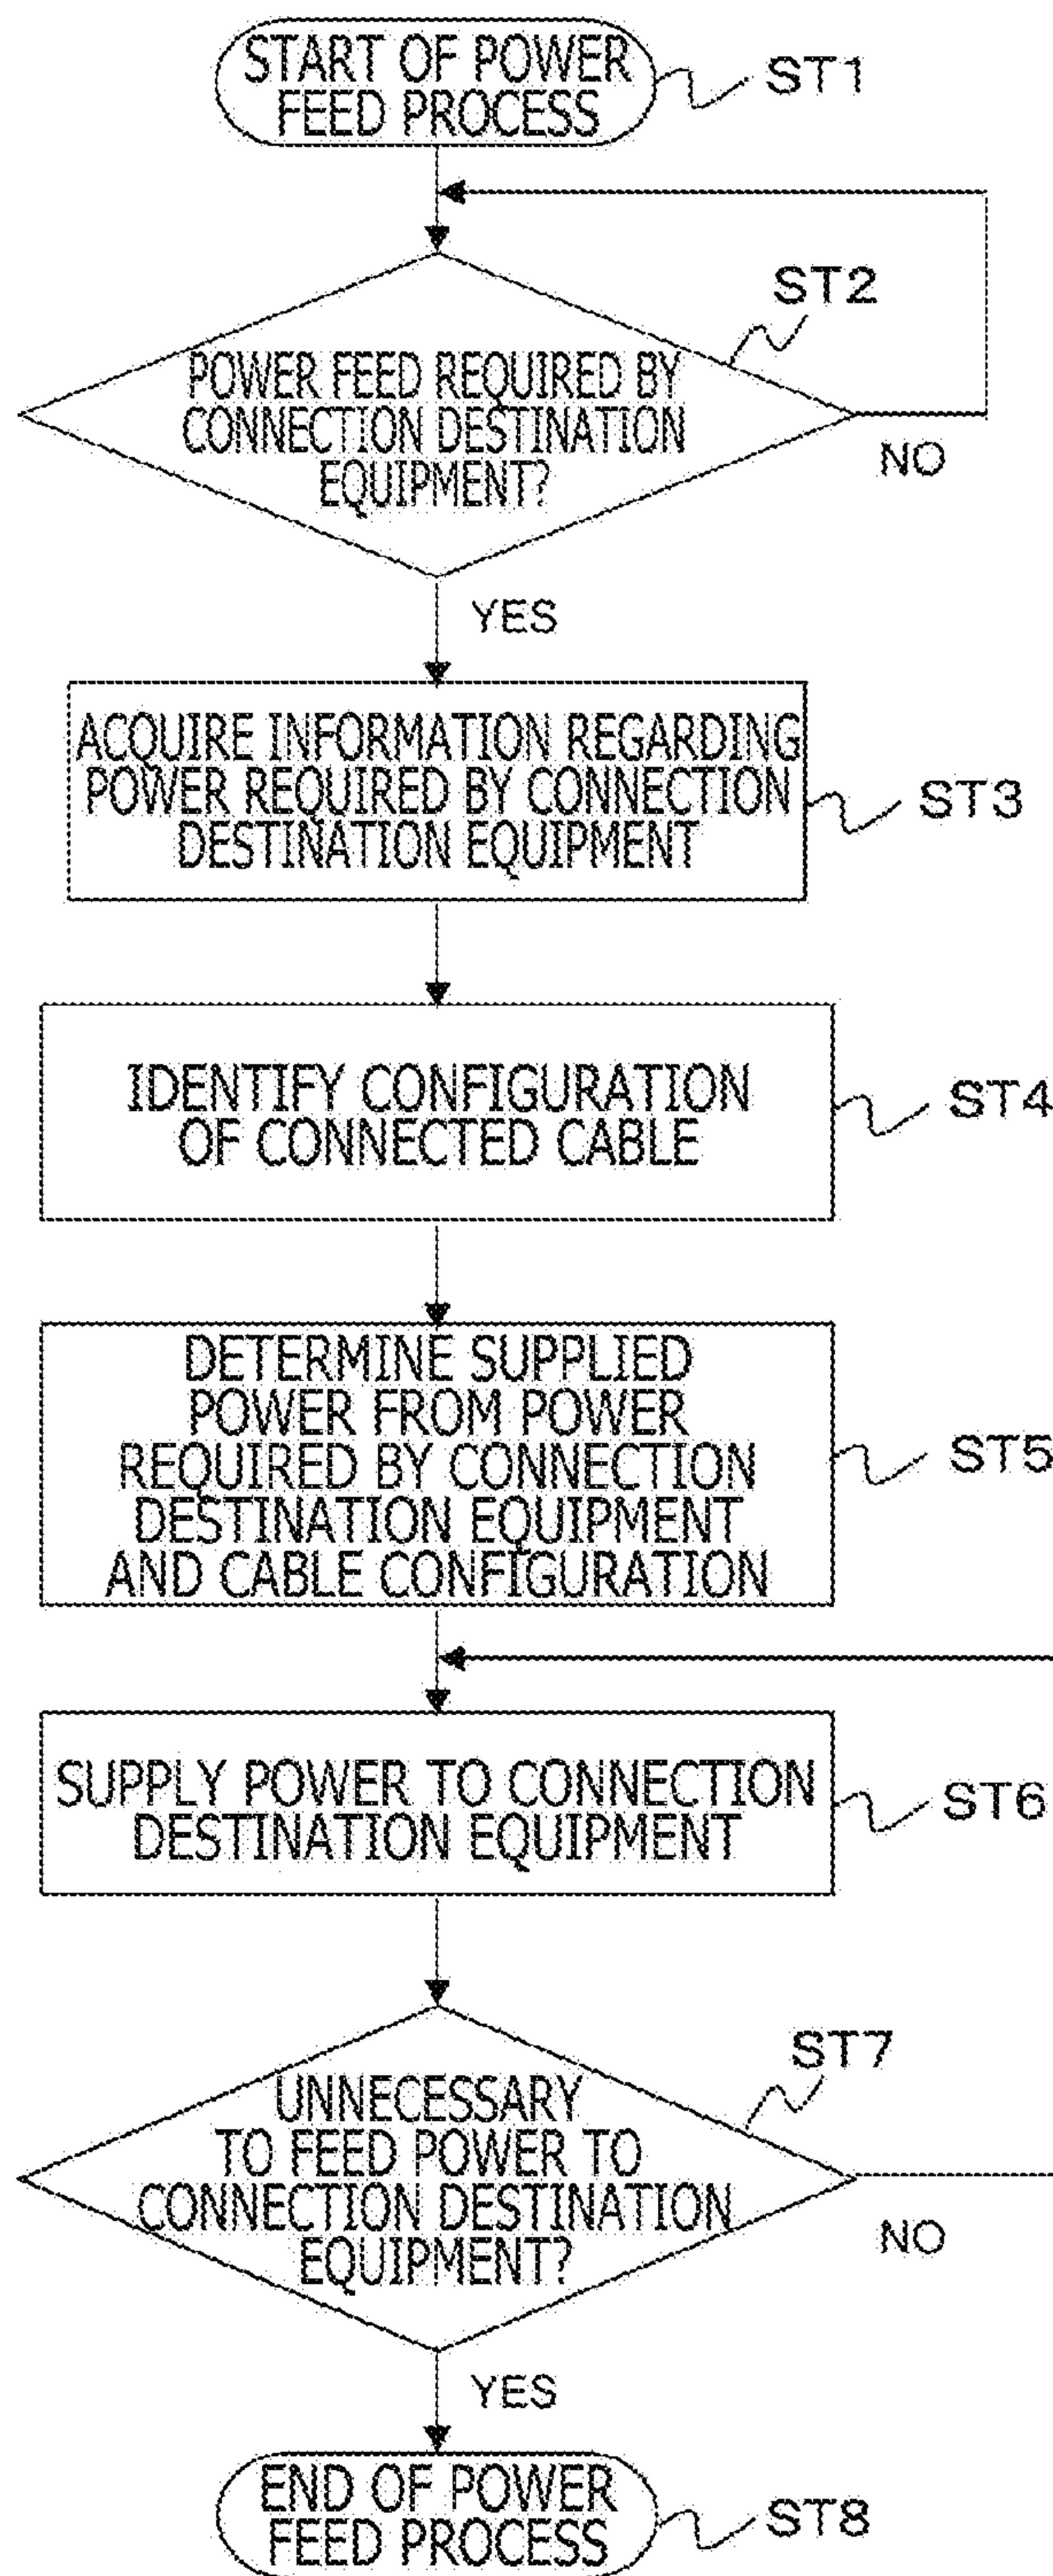 START OF POWER
FEED PROCESS
ST1
ST2
POWER FEED REQUIRED BY
CONNECTION DESTINATION
EQUIPMENT?
NO
YES
ACQUIRE INFORMATION REGARDING
POWER REQUIRED BY CONNECTION
DESTINATION EQUIPMENT
ST3
IDENTIFY CONFIGURATION
OF CONNECTED CABLE
ST4
DETERMINE SUPPLIED
POWER FROM POWER
REQUIRED BY CONNECTION
DESTINATION EQUIPMENT
AND CABLE CONFIGURATION
ST5
SUPPLY POWER TO CONNECTION
DESTINATION EQUIPMENT
ST6
ST7
UNNECESSARY
TO FEED POWER TO
CONNECTION DESTINATION
EQUIPMENT?
NO
YES
END OF POWER
FEED PROCESS
ST8